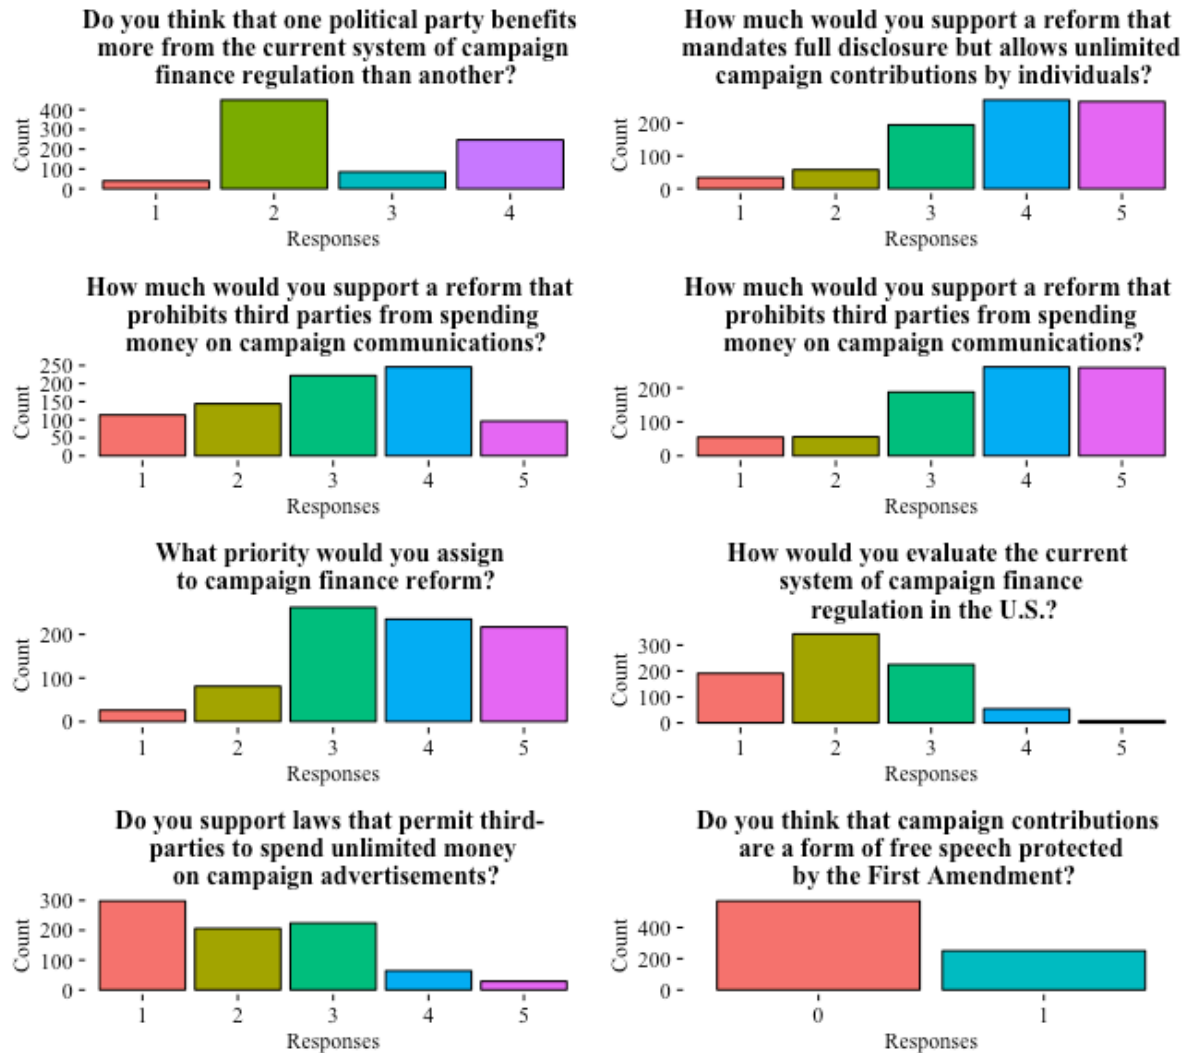 Do you think that one political party benefits
more from the current system of campaign
finance regulation than another?
400
300
200
100
0
Count
1 2 3 4
Responses
How much would you support a reform that
mandates full disclosure but allows unlimited
campaign contributions by individuals?
200
100
0
Count
1 2 3 4 5
Responses
How much would you support a reform that
prohibits third parties from spending
money on campaign communications?
250
200
150
100
50
0
Count
1 2 3 4 5
Responses
How much would you support a reform that
prohibits third parties from spending
money on campaign communications?
200
100
0
Count
1 2 3 4 5
Responses
What priority would you assign
to campaign finance reform?
200
100
0
Count
1 2 3 4 5
Responses
How would you evaluate the current
system of campaign finance
regulation in the U.S.?
300
200
100
0
Count
1 2 3 4 5
Responses
Do you support laws that permit third-
parties to spend unlimited money
on campaign advertisements?
300
200
100
0
Count
1 2 3 4 5
Responses
Do you think that campaign contributions
are a form of free speech protected
by the First Amendment?
400
200
0
Count
0 1
Responses